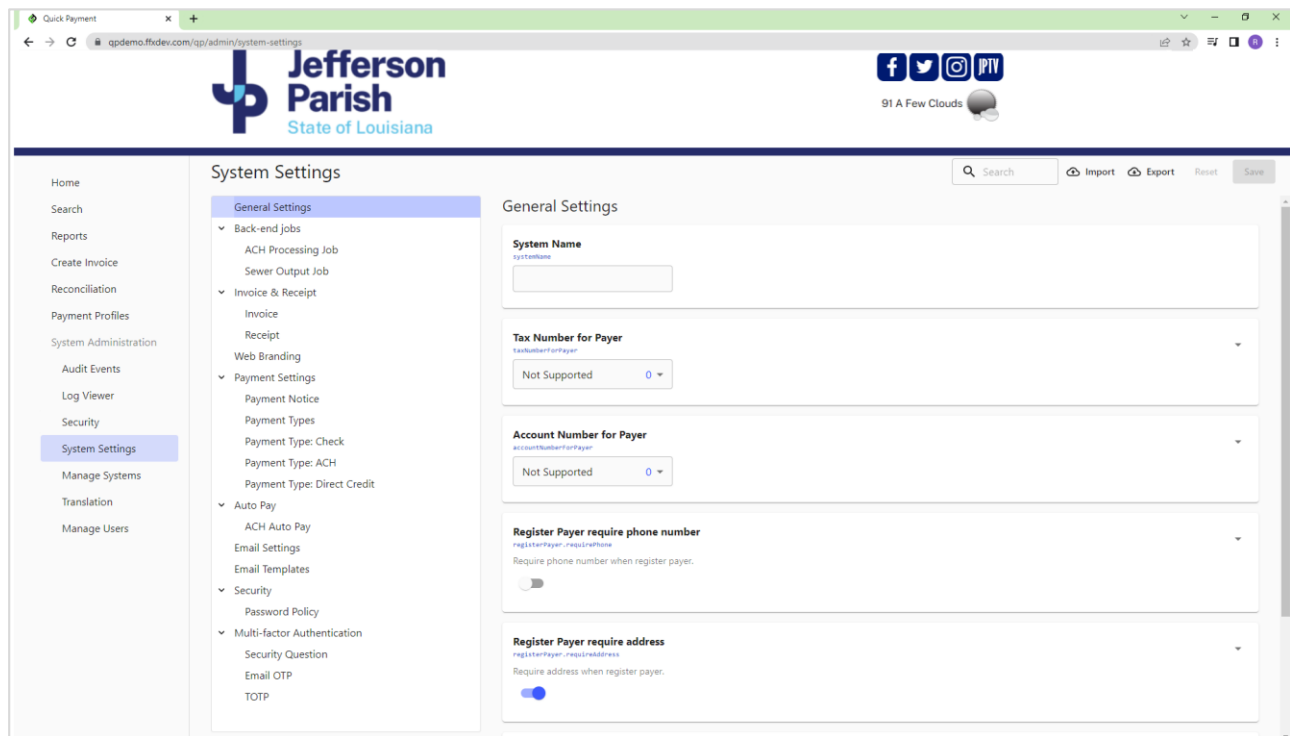 Quick Payment
qpdemo.ffxdev.com/qp/admin/system-settings
R
Jefferson
Parish
State of Louisiana
JPTV
91 A Few Clouds
Home
Search
Reports
Create Invoice
Reconciliation
Payment Profiles
System Administration
Audit Events
Log Viewer
Security
System Settings
Manage Systems
Translation
Manage Users
System Settings
Search
Import
Export
Reset
Save
General Settings
Back-end jobs
ACH Processing Job
Sewer Output Job
Invoice & Receipt
Invoice
Receipt
Web Branding
Payment Settings
Payment Notice
Payment Types
Payment Type: Check
Payment Type: ACH
Payment Type: Direct Credit
Auto Pay
ACH Auto Pay
Email Settings
Email Templates
Security
Password Policy
Multi-factor Authentication
Security Question
Email OTP
TOTP
General Settings
System Name
systemName
Tax Number for Payer
taxNumberForPayer
Not Supported 0
Account Number for Payer
accountNumberForPayer
Not Supported 0
Register Payer require phone number
registerPayer.requirePhone
Require phone number when register payer.
Register Payer require address
registerPayer.requireAddress
Require address when register payer.